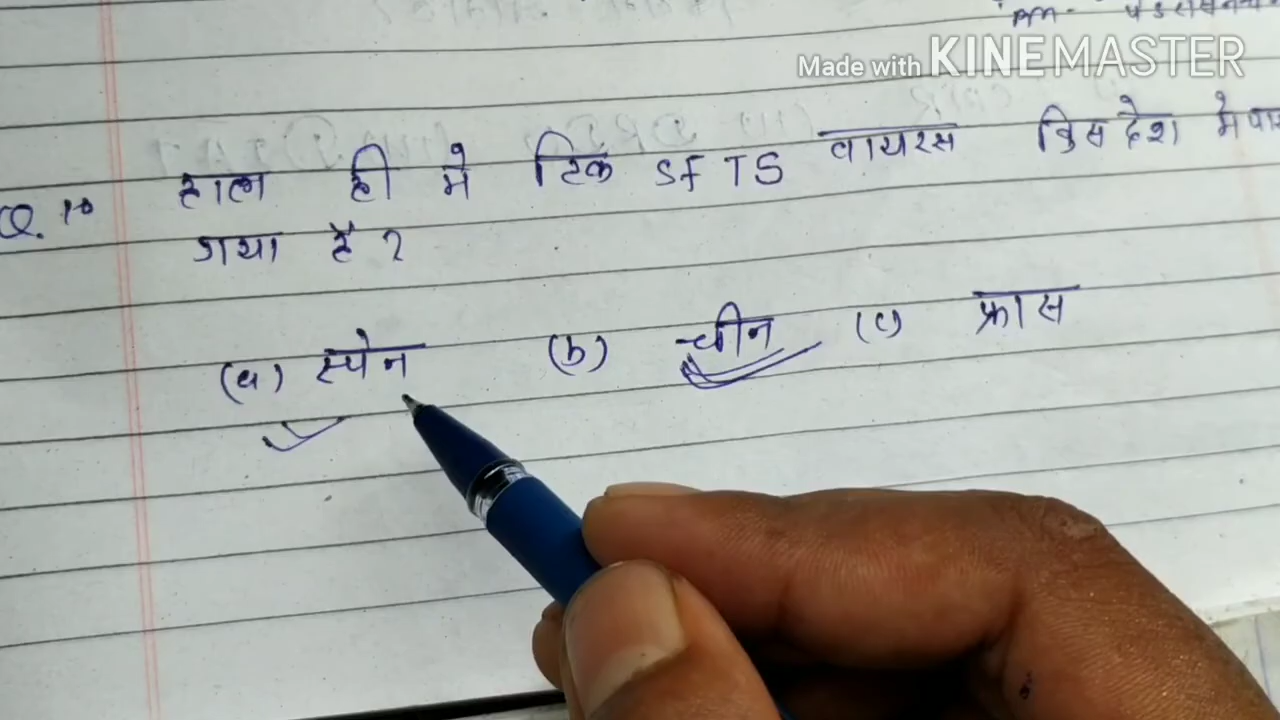 Made with KINEMASTER
Q. 10 हाल ही मे टिक SFTS वायरस किस देश मे पा
गया है ?
(a) स्पेन (b) चीन (c) फ्रास